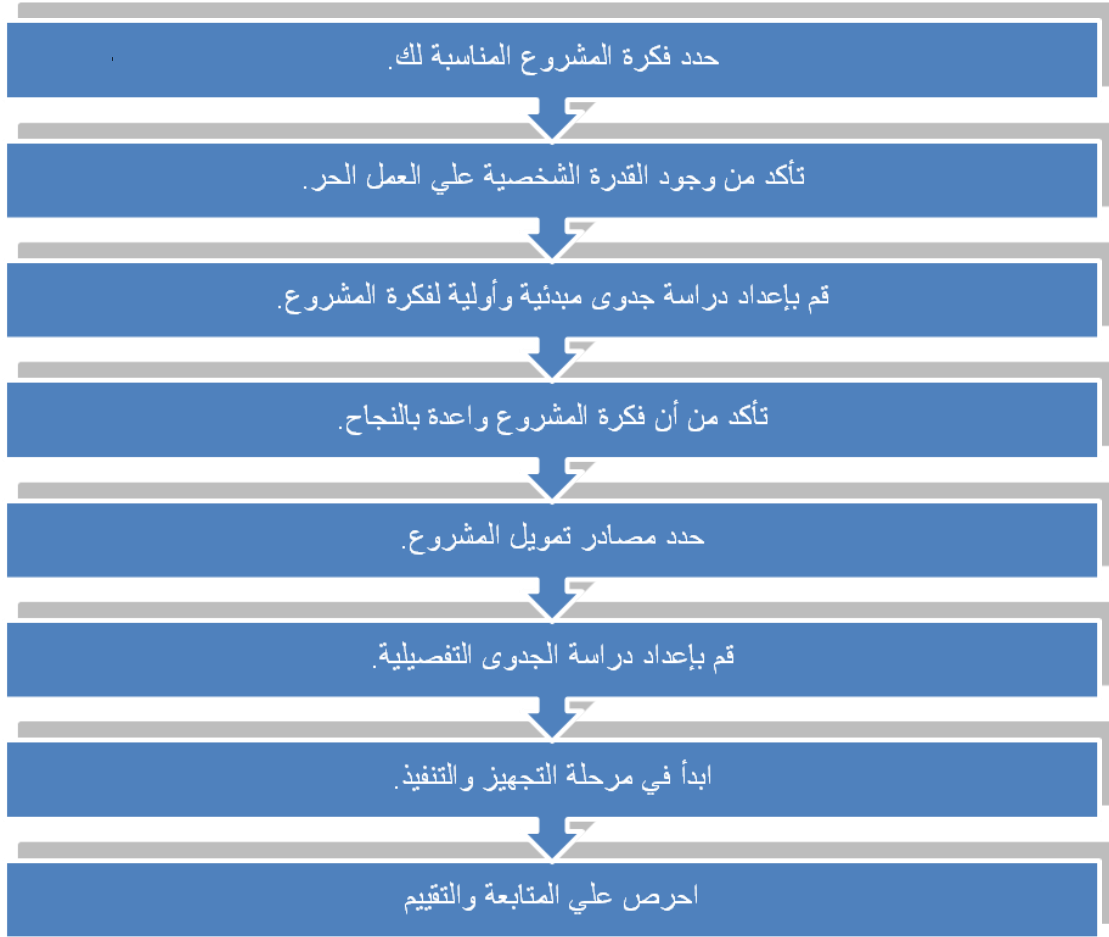 حدد فكرة المشروع المناسبة لك.
تأكد من وجود القدرة الشخصية علي العمل الحر.
قم بإعداد دراسة جدوى مبدئية وأولية لفكرة المشروع.
تأكد من أن فكرة المشروع واعدة بالنجاح.
حدد مصادر تمويل المشروع.
قم بإعداد دراسة الجدوى التفصيلية.
ابدأ في مرحلة التجهيز والتنفيذ.
احرص علي المتابعة والتقييم